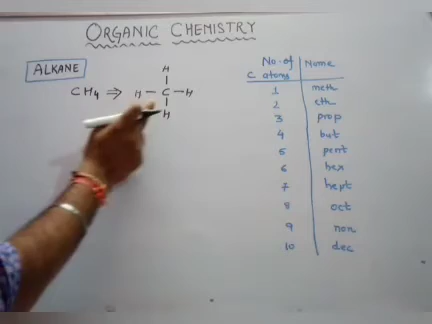 ORGANIC CHEMISTRY
ALKANE
CH4 ⇒
H
H — C — H
H
No. of C atoms Name
1 meth
2 eth
3 prop
4 but
5 pent
6 hex
7 hept
8 oct
9 non
10 dec